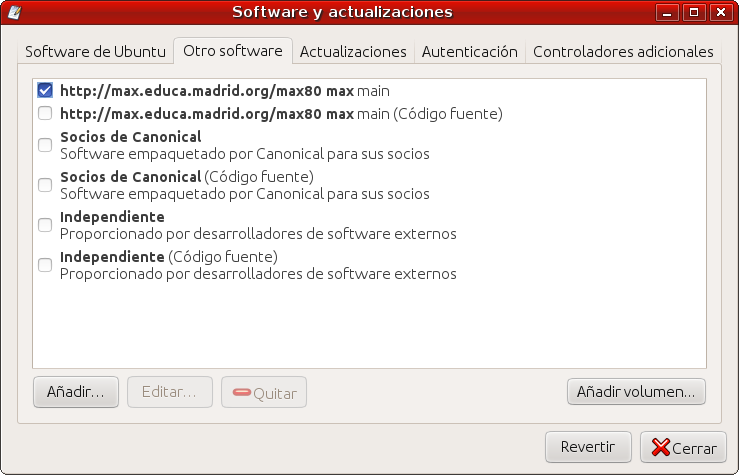 Software y actualizaciones
Software de Ubuntu Otro software Actualizaciones Autenticación Controladores adicionales
http://max.educa.madrid.org/max80 max main
http://max.educa.madrid.org/max80 max main (Código fuente)
Socios de Canonical
Software empaquetado por Canonical para sus socios
Socios de Canonical (Código fuente)
Software empaquetado por Canonical para sus socios
Independiente
Proporcionado por desarrolladores de software externos
Independiente (Código fuente)
Proporcionado por desarrolladores de software externos
Añadir... Editar... Quitar Añadir volumen...
Revertir Cerrar